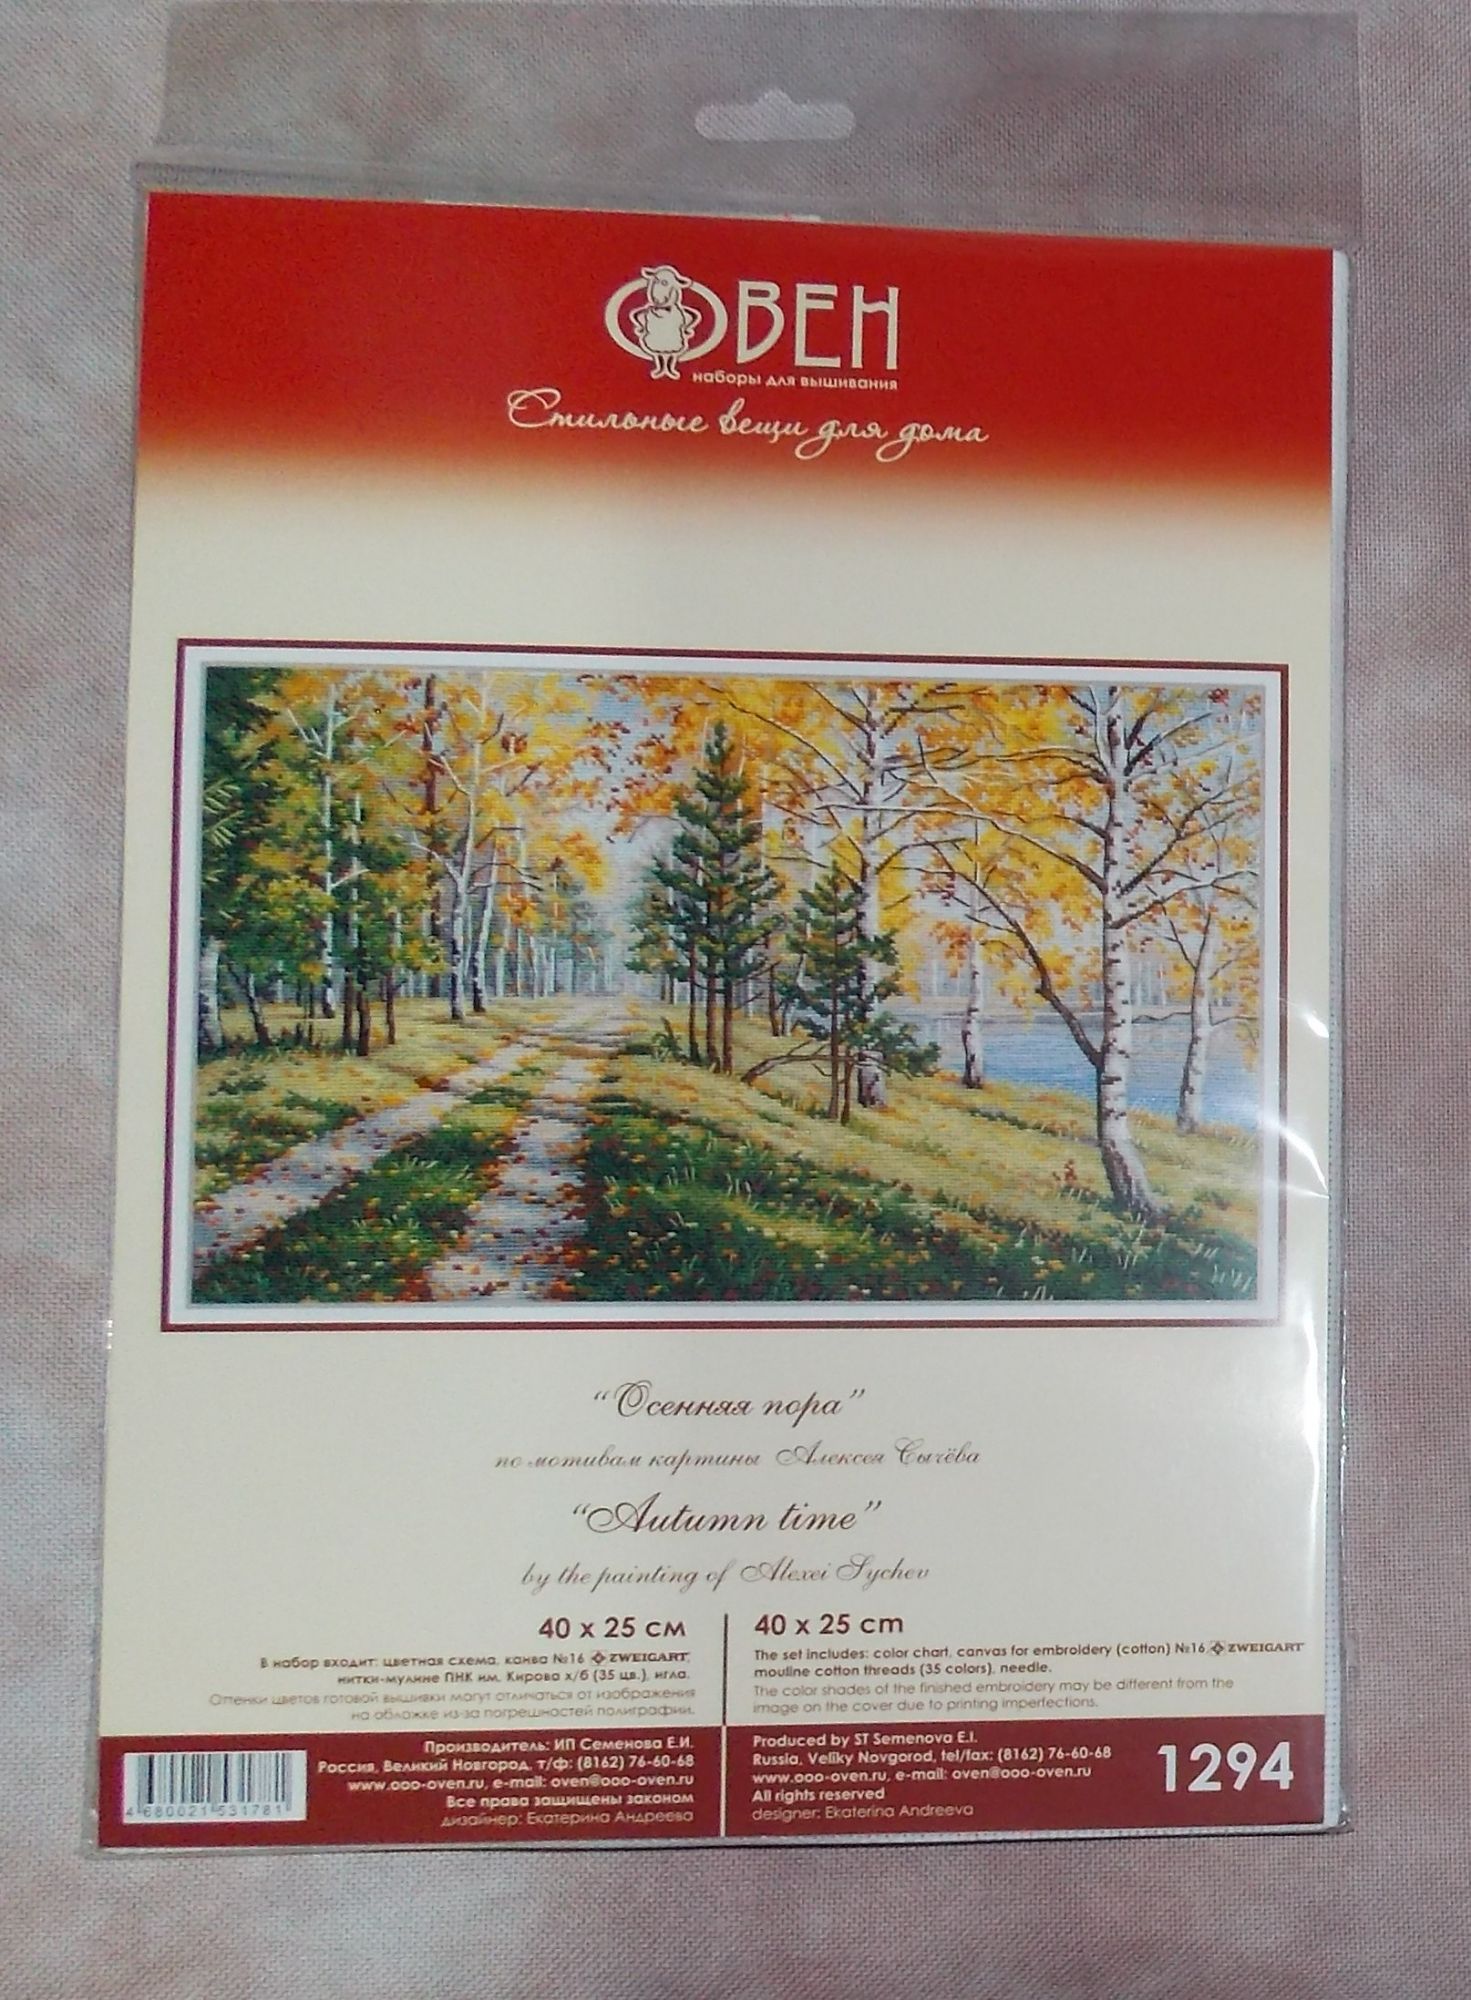 ОВЕН
наборы для вышивания
Стильные вещи для дома
“Осенняя пора”
по мотивам картины Алексея Сычёва
“Autumn time”
by the painting of Alexei Sychev
40 х 25 см
В набор входит: цветная схема, канва №16 ZWEIGART,
нитки-мулине ПНК им. Кирова х/б (35 цв.), игла.
Оттенки цветов готовой вышивки могут отличаться от изображения
на обложке из-за погрешностей полиграфии.
40 x 25 cm
The set includes: color chart, canvas for embroidery (cotton) №16, ZWEIGART
mouline cotton threads (35 colors), needle.
The color shades of the finished embroidery may be different from the
image on the cover due to printing imperfections.
4 680021 531781
Производитель: ИП Семенова Е.И.
Россия, Великий Новгород, т/ф: (8162) 76-60-68
www.ooo-oven.ru, e-mail: oven@ooo-oven.ru
Все права защищены законом
дизайнер: Екатерина Андреева
Produced by ST Semenova E.I.
Russia, Veliky Novgorod, tel/fax: (8162) 76-60-68
www.ooo-oven.ru, e-mail: oven@ooo-oven.ru
All rights reserved
designer: Ekaterina Andreeva
1294